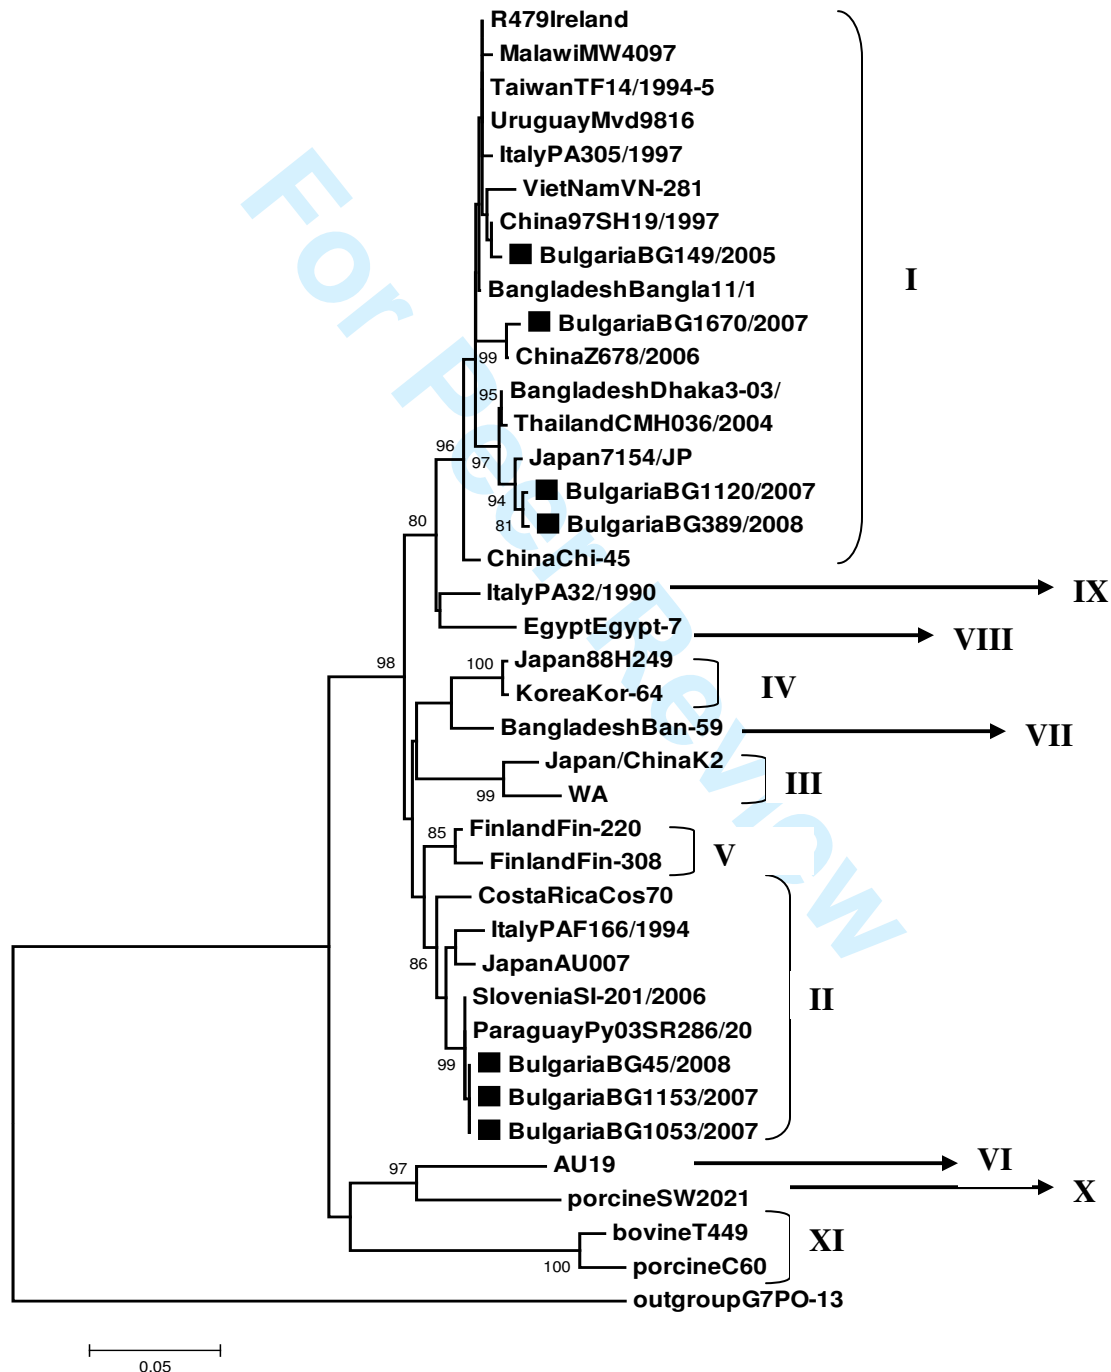 R479Ireland
MalawiMW4097
TaiwanTF14/1994-5
UruguayMvd9816
ItalyPA305/1997
VietNamVN-281
China97SH19/1997
BulgariaBG149/2005
I
BangladeshBangla11/1
BulgariaBG1670/2007
99
ChinaZ678/2006
95
BangladeshDhaka3-03/
ThailandCMH036/2004
96
97
Japan7154/JP
BulgariaBG1120/2007
94
81
BulgariaBG389/2008
80
ChinaChi-45
ItalyPA32/1990
IX
EgyptEgypt-7
VIII
98
100
Japan88H249
KoreaKor-64
IV
BangladeshBan-59
VII
Japan/ChinaK2
III
99
WA
85
FinlandFin-220
FinlandFin-308
V
CostaRicaCos70
ItalyPAF166/1994
86
JapanAU007
SloveniaSI-201/2006
II
ParaguayPy03SR286/20
99
BulgariaBG45/2008
BulgariaBG1153/2007
BulgariaBG1053/2007
97
AU19
VI
porcineSW2021
X
bovineT449
XI
100
porcineC60
outgroupG7PO-13
0.05
For Peer Review